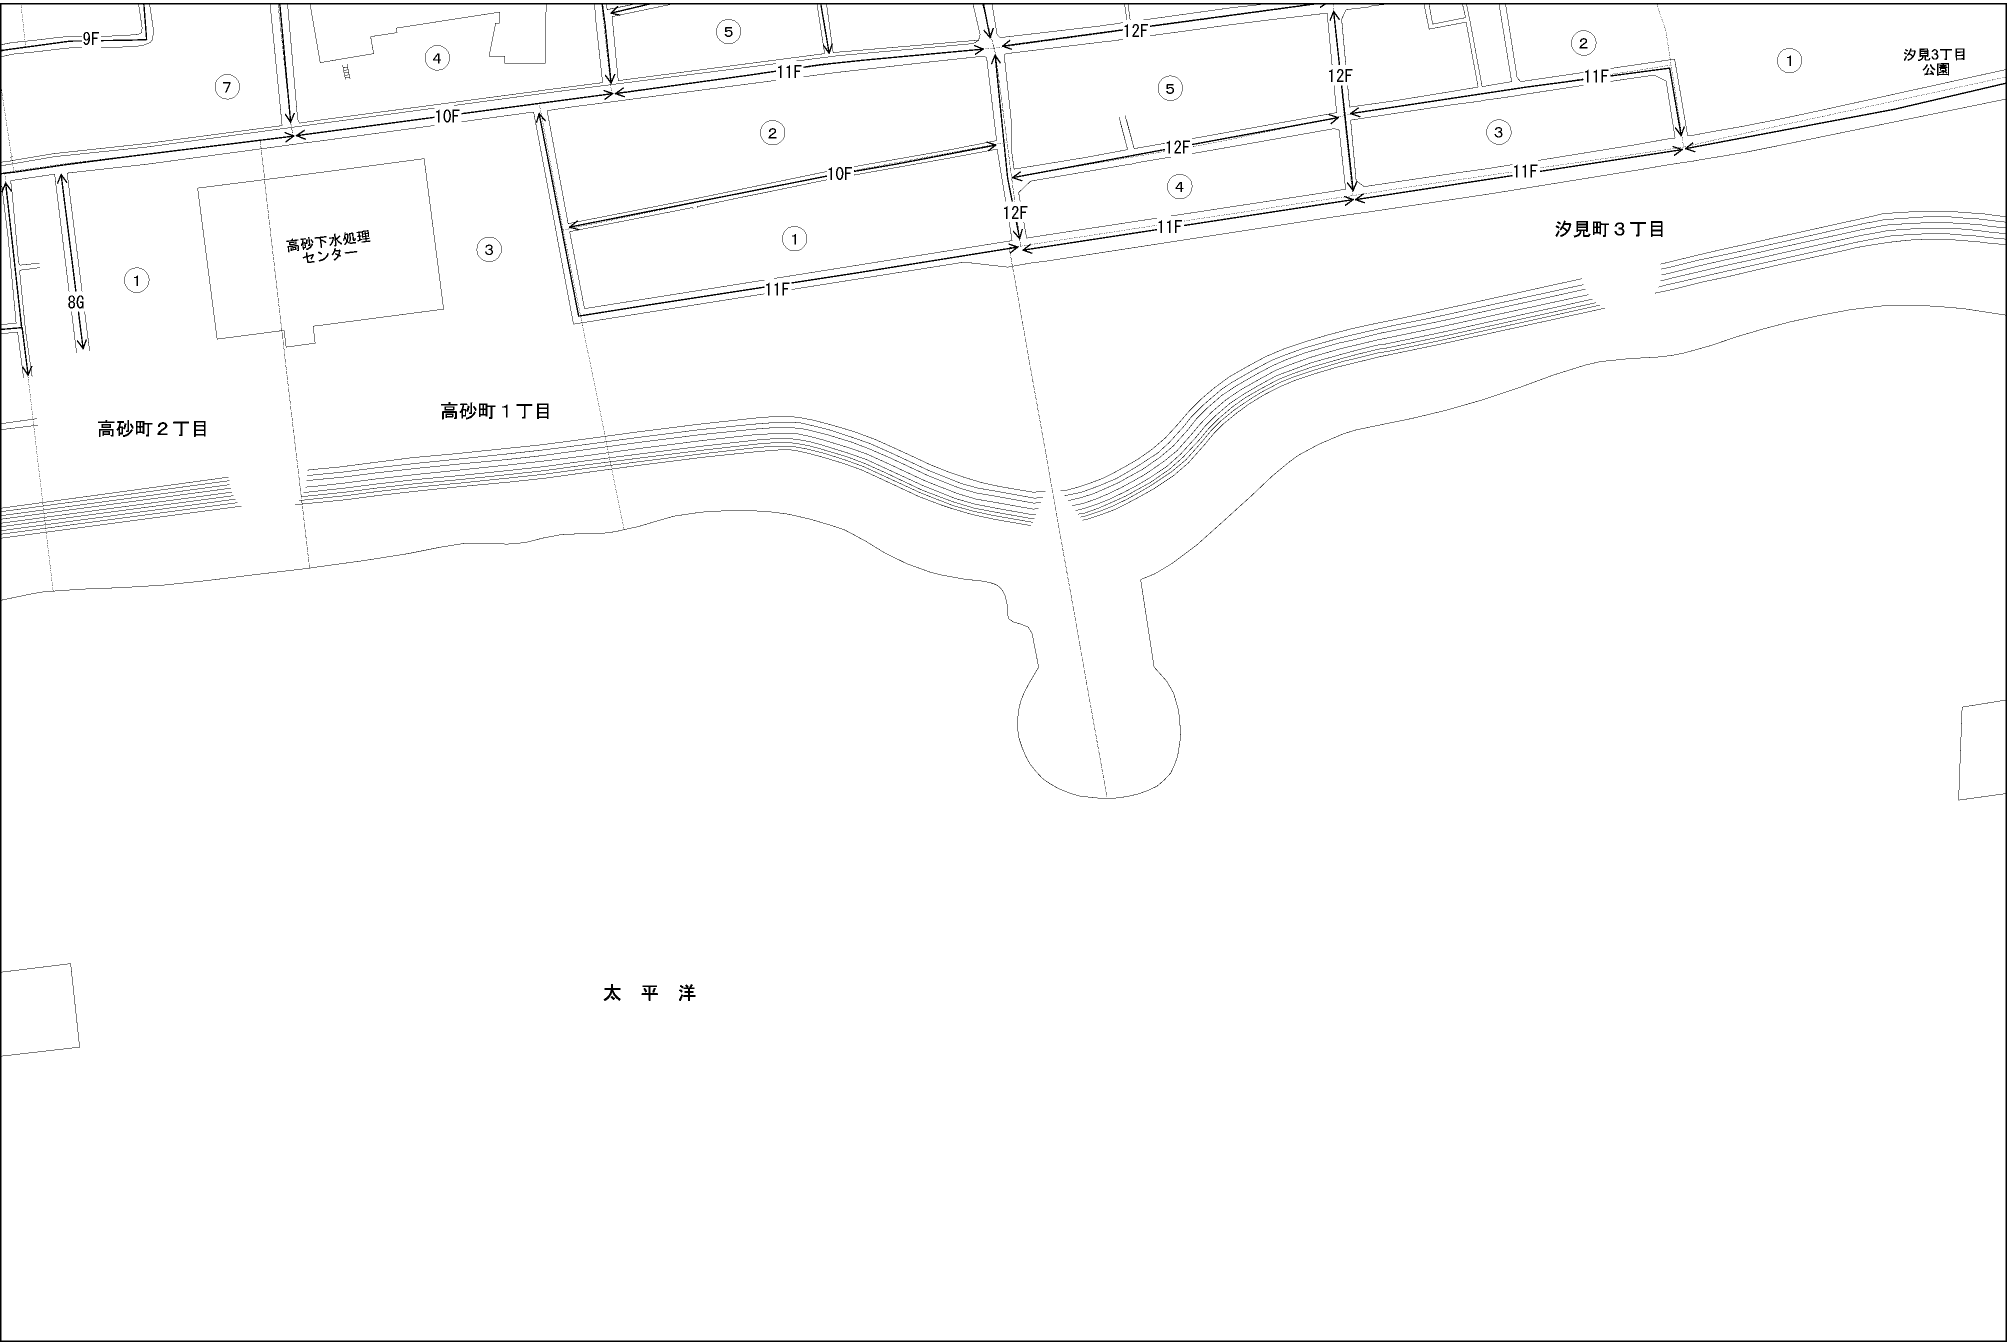 9F
④
⑤
12F
②
①
汐見3丁目
公園
⑦
11F
12F
11F
⑤
10F
②
③
12F
10F
11F
④
12F
11F
汐見町３丁目
高砂下水処理
センター
③
①
①
11F
8G
高砂町１丁目
高砂町２丁目
太 平 洋